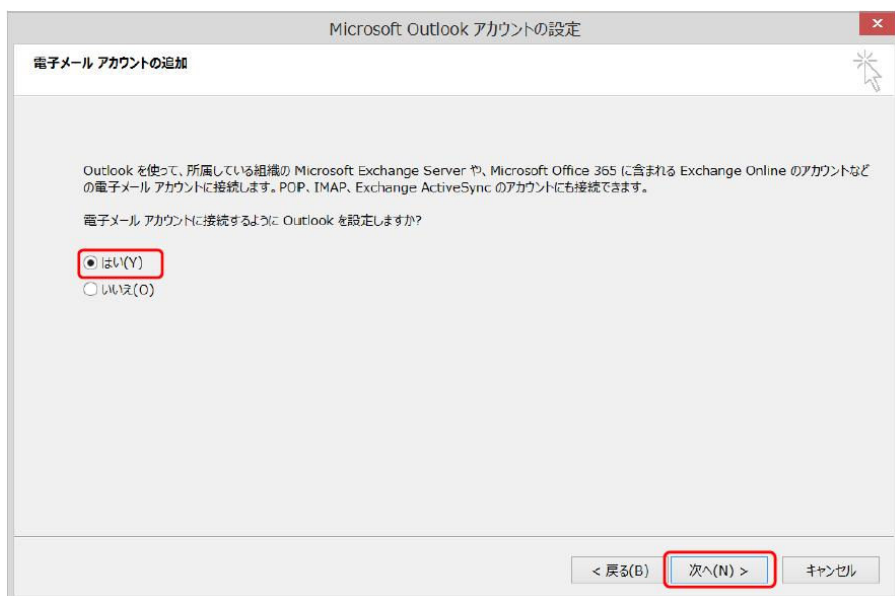 Microsoft Outlook アカウントの設定
電子メール アカウントの追加
Outlook を使って、所属している組織の Microsoft Exchange Server や、Microsoft Office 365 に含まれる Exchange Online のアカウントなど
の電子メール アカウントに接続します。POP、IMAP、Exchange ActiveSync のアカウントにも接続できます。
電子メール アカウントに接続するように Outlook を設定しますか?
はい(Y)
いいえ(O)
< 戻る(B) 次へ(N) > キャンセル